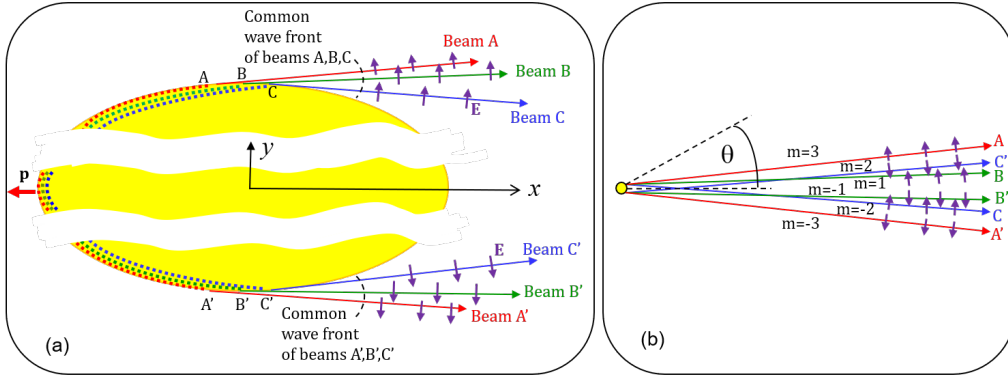 Common
wave front
of beams A,B,C
Beam A
A
B
Beam B
C
E
Beam C
y
p
x
E
Beam C’
A’ B’ C’
Beam B’
Beam A’
Common
wave front
of beams A’,B’,C’
(a)
θ
m=3
A
m=2
C’
m=1
B
m=-1
B’
m=-2
C
m=-3
A’
(b)